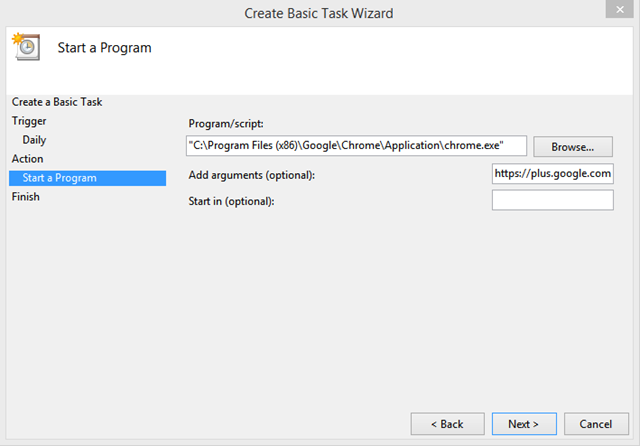 Create Basic Task Wizard
Start a Program
Create a Basic Task
Trigger
Daily
Action
Start a Program
Finish
Program/script:
"C:\Program Files (x86)\Google\Chrome\Application\chrome.exe"
Browse...
Add arguments (optional):
https://plus.google.com
Start in (optional):
< Back
Next >
Cancel